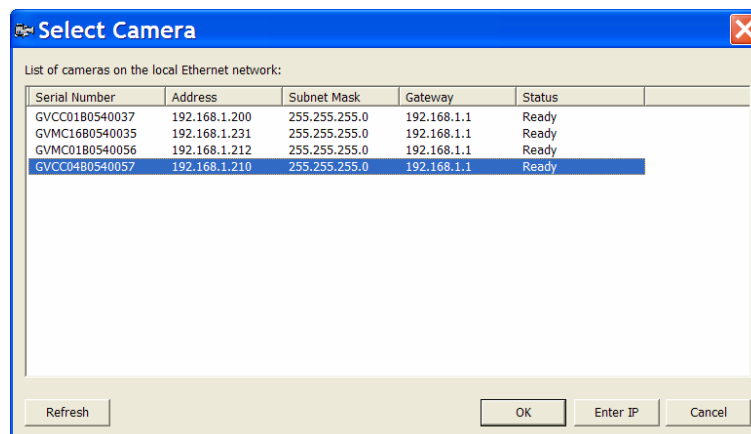 Select Camera
List of cameras on the local Ethernet network:
Serial Number Address Subnet Mask Gateway Status
GVCC01B0540037 192.168.1.200 255.255.255.0 192.168.1.1 Ready
GVMC16B0540035 192.168.1.231 255.255.255.0 192.168.1.1 Ready
GVMC01B0540056 192.168.1.212 255.255.255.0 192.168.1.1 Ready
GVCC04B0540057 192.168.1.210 255.255.255.0 192.168.1.1 Ready
Refresh OK Enter IP Cancel